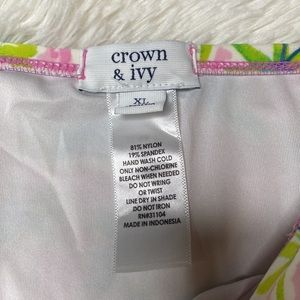 crown
& ivy
XL
81% NYLON
19% SPANDEX
HAND WASH COLD
ONLY NON-CHLORINE
BLEACH WHEN NEEDED
DO NOT WRING
OR TWIST
LINE DRY IN SHADE
DO NOT IRON
RN#31104
MADE IN INDONESIA